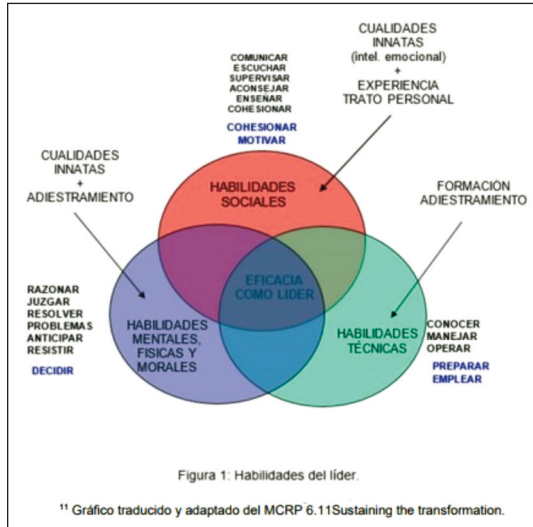 COMUNICAR
ESCUCHAR
SUPERVISAR
ACONSEJAR
ENSEÑAR
COHESIONAR
COHESIONAR
MOTIVAR
CUALIDADES
INNATAS
(intel. emocional)
+
EXPERIENCIA
TRATO PERSONAL
CUALIDADES
INNATAS
+
ADIESTRAMIENTO
FORMACIÓN
ADIESTRAMIENTO
HABILIDADES
SOCIALES
EFICACIA
COMO LÍDER
RAZONAR
JUZGAR
RESOLVER
PROBLEMAS
ANTICIPAR
RESISTIR
DECIDIR
HABILIDADES
MENTALES,
FISICAS Y
MORALES
HABILIDADES
TÉCNICAS
CONOCER
MANEJAR
OPERAR
PREPARAR
EMPLEAR
Figura 1: Habilidades del líder.
¹¹ Gráfico traducido y adaptado del MCRP 6.11Sustaining the transformation.